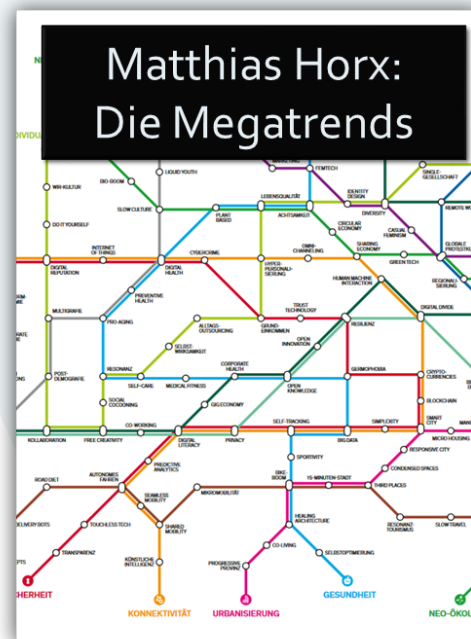 Matthias Horx:
Die Megatrends
MARKETING
FEMTECH
SINGLE-
GESELLSCHAFT
LIQUID YOUTH
BIO-BOOM
WIR-KULTUR
LEBENSQUALITÄT
IDENTITY
DESIGN
SLOW CULTURE
PLANT
BASED
ACHTSAMKEIT
DIVERSITY
REMOTE WORK
DO IT YOURSELF
CIRCULAR
ECONOMY
CASUAL
FEMINISM
INTERNET
OF THINGS
CYBERCRIME
OMNI-
CHANNELING
SHARING
ECONOMY
GLOBALE
DIGITAL
REPUTATION
DIGITAL
HEALTH
HYPER-
PERSONALI-
SIERUNG
GREEN TECH
REGIONALI-
SIERUNG
HUMAN MACHINE
INTERACTION
PREVENTIVE
HEALTH
MULTIGRAFIE
PRO-AGING
ALLTAGS-
OUTSOURCING
TRUST
TECHNOLOGY
GRUND-
EINKOMMEN
RESILIENZ
DIGITAL DIVIDE
OPEN
INNOVATION
SELBST-
WIRKSAMKEIT
POST-
DEMOGRAFIE
RESONANZ
CORPORATE
HEALTH
GERMOPHOBIA
CRYPTO-
CURRENCIES
SELF-CARE
MEDICAL FITNESS
OPEN
KNOWLEDGE
SOCIAL
COCOONING
GIG ECONOMY
BLOCKCHAIN
CO-WORKING
SELF-TRACKING
SIMPLEXITY
SMART
CITY
KOLLABORATION
FREE CREATIVITY
DIGITAL
LITERACY
PRIVACY
BIG DATA
MICRO HOUSING
RESPONSIVE CITY
PREDICTIVE
ANALYTICS
SPORTIVITY
CONDENSED SPACES
ROAD DIET
AUTONOMES
FAHREN
BIKE-
BOOM
15-MINUTEN-STADT
THIRD PLACES
SEAMLESS
MOBILITY
MIKROMOBILITÄT
DELIVERY BOTS
TOUCHLESS TECH
SHARED
MOBILITY
HEALING
ARCHITECTURE
RESONANZ-
TOURISMUS
SLOW TRAVEL
TRANSPARENZ
CO-LIVING
KÜNSTLICHE
INTELLIGENZ
PROGRESSIVE
PROVINZ
SELBSTOPTIMIERUNG
CHERHEIT
KONNEKTIVITÄT
URBANISIERUNG
GESUNDHEIT
NEO-ÖKOL